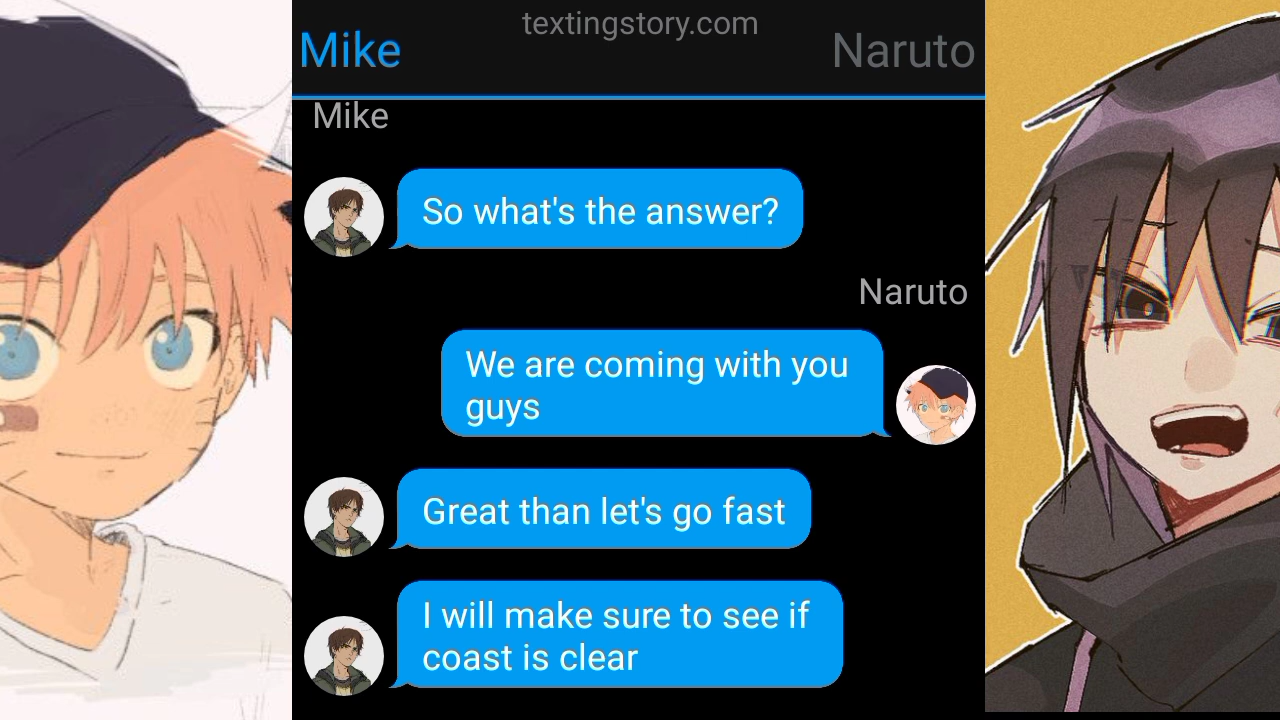 textingstory.com
Mike
Naruto
Mike
So what's the answer?
Naruto
We are coming with you
guys
Great than let's go fast
I will make sure to see if
coast is clear